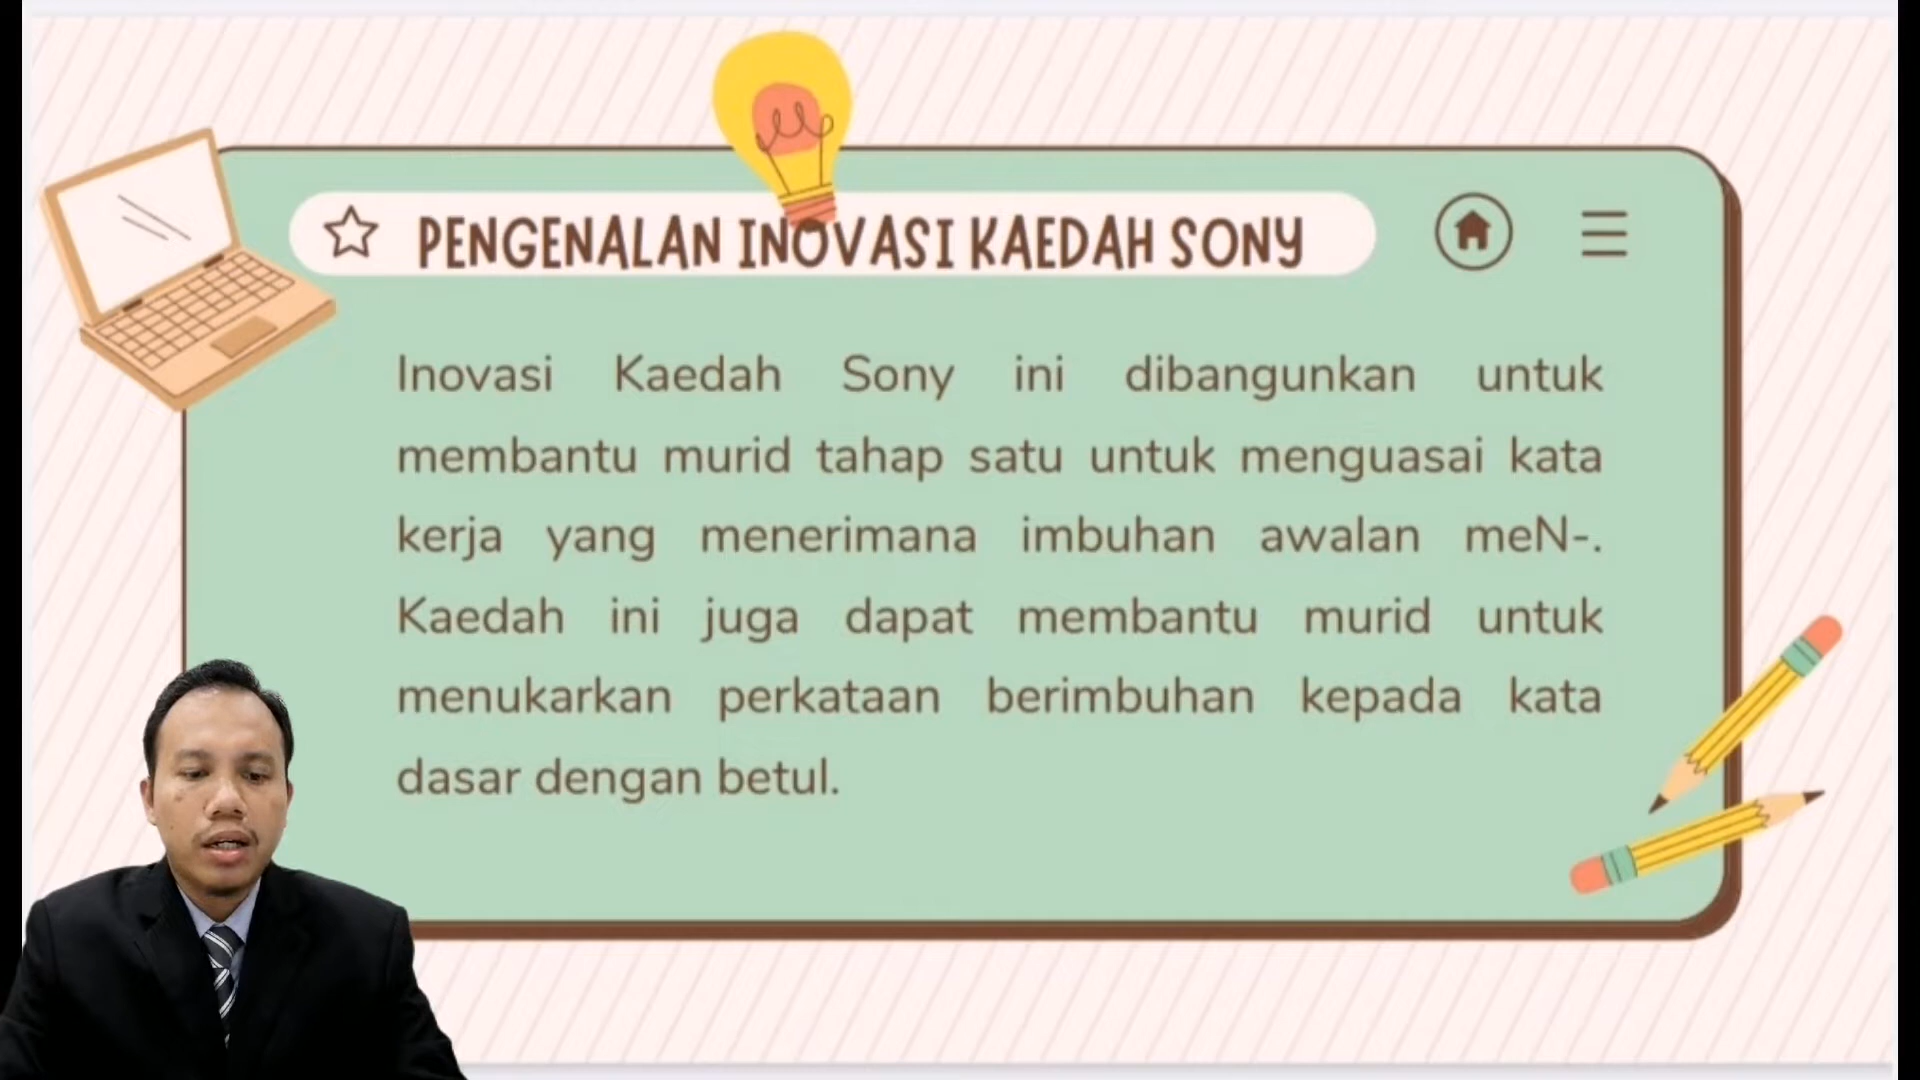 PENGENALAN INOVASI KAEDAH SONY
Inovasi Kaedah Sony ini dibangunkan untuk
membantu murid tahap satu untuk menguasai kata
kerja yang menerimana imbuhan awalan meN-.
Kaedah ini juga dapat membantu murid untuk
menukarkan perkataan berimbuhan kepada kata
dasar dengan betul.